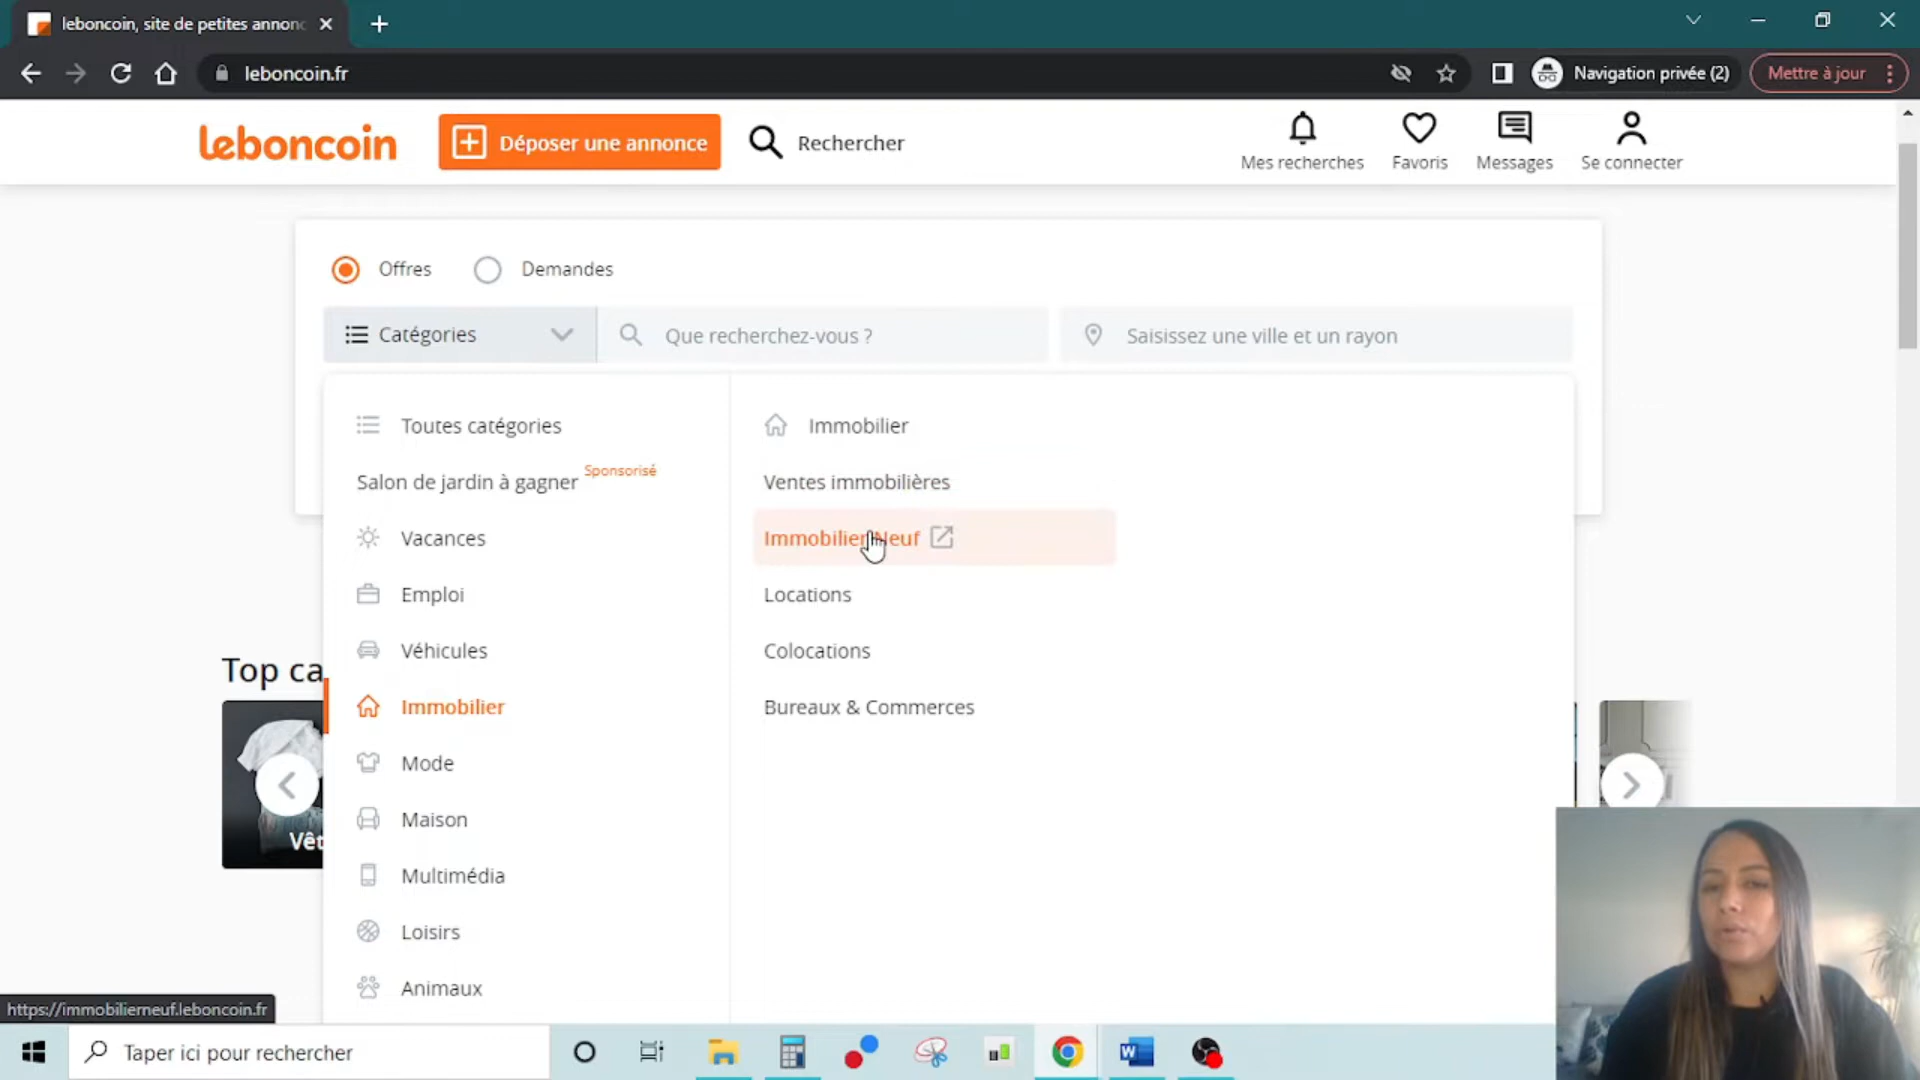 leboncoin, site de petites annonc
leboncoin.fr
Navigation privée (2)
Mettre à jour
leboncoin
Déposer une annonce
Rechercher
Mes recherches
Favoris
Messages
Se connecter
Offres
Demandes
Catégories
Que recherchez-vous ?
Saisissez une ville et un rayon
Toutes catégories
Salon de jardin à gagner Sponsorisé
Vacances
Emploi
Véhicules
Immobilier
Mode
Maison
Multimédia
Loisirs
Animaux
Immobilier
Ventes immobilières
Immobilier Neuf
Locations
Colocations
Bureaux & Commerces
Top ca
Vêt
https://immobilierneuf.leboncoin.fr
Taper ici pour rechercher